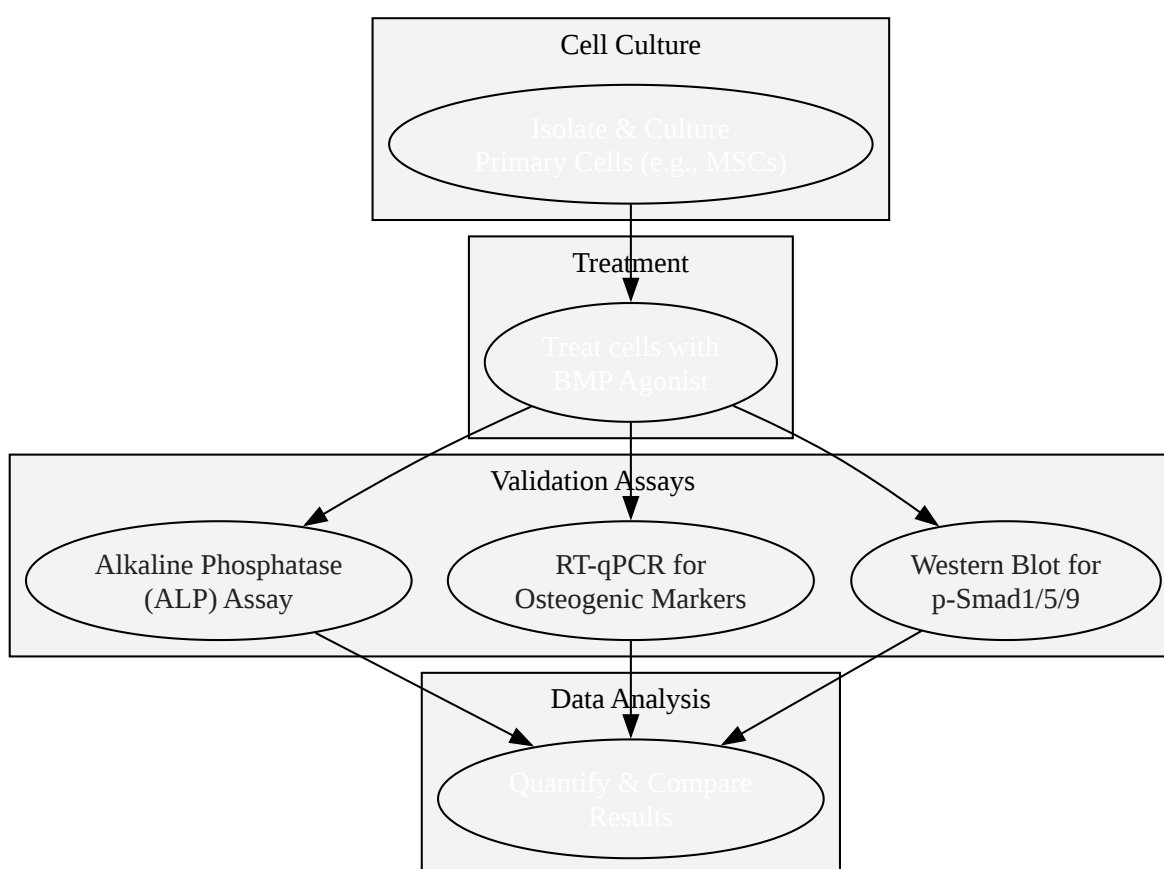 Cell Culture
Isolate & Culture
Primary Cells (e.g., MSCs)
Treatment
Treat cells with
BMP Agonist
Validation Assays
Alkaline Phosphatase
(ALP) Assay
RT-qPCR for
Osteogenic Markers
Western Blot for
p-Smad1/5/9
Data Analysis
Quantify & Compare
Results